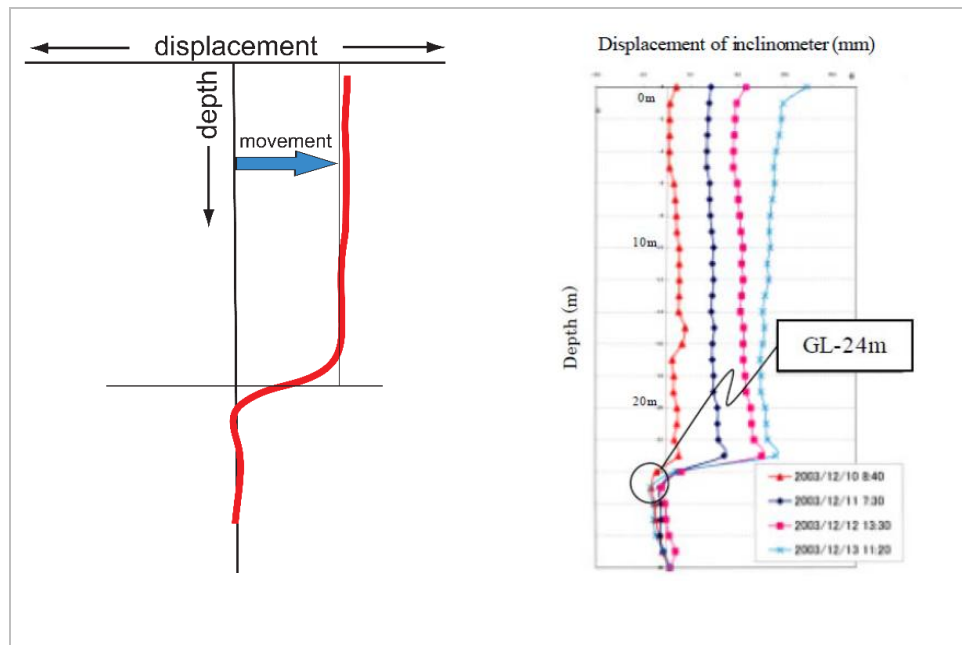 displacement
depth
movement
Displacement of inclinometer (mm)
Depth (m)
0m
10m
20m
GL-24m
2003/12/10 8:40
2003/12/11 7:30
2003/12/12 13:30
2003/12/13 11:20